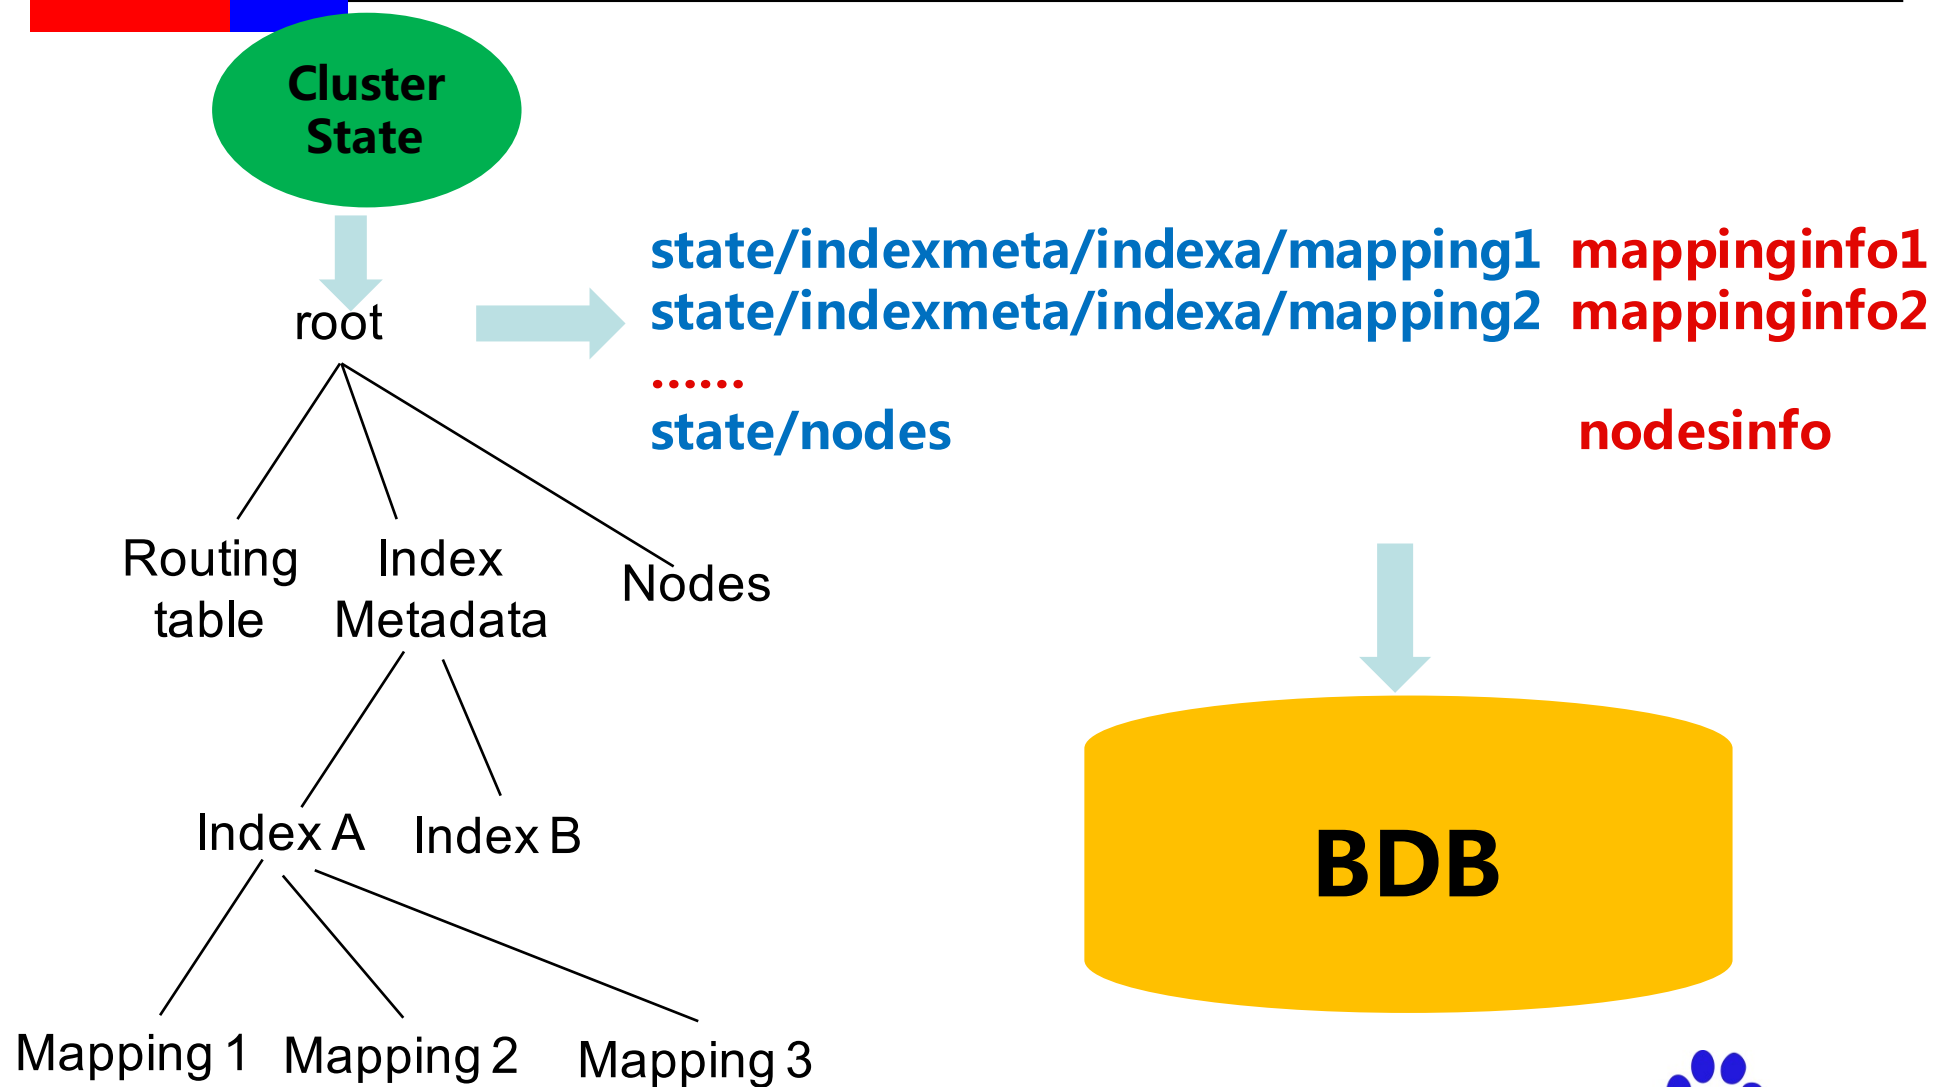 Cluster
State
state/indexmeta/indexa/mapping1 mappinginfo1
state/indexmeta/indexa/mapping2 mappinginfo2
......
state/nodes nodesinfo
root
Routing
table
Index
Metadata
Nodes
Index A
Index B
Mapping 1
Mapping 2
Mapping 3
BDB